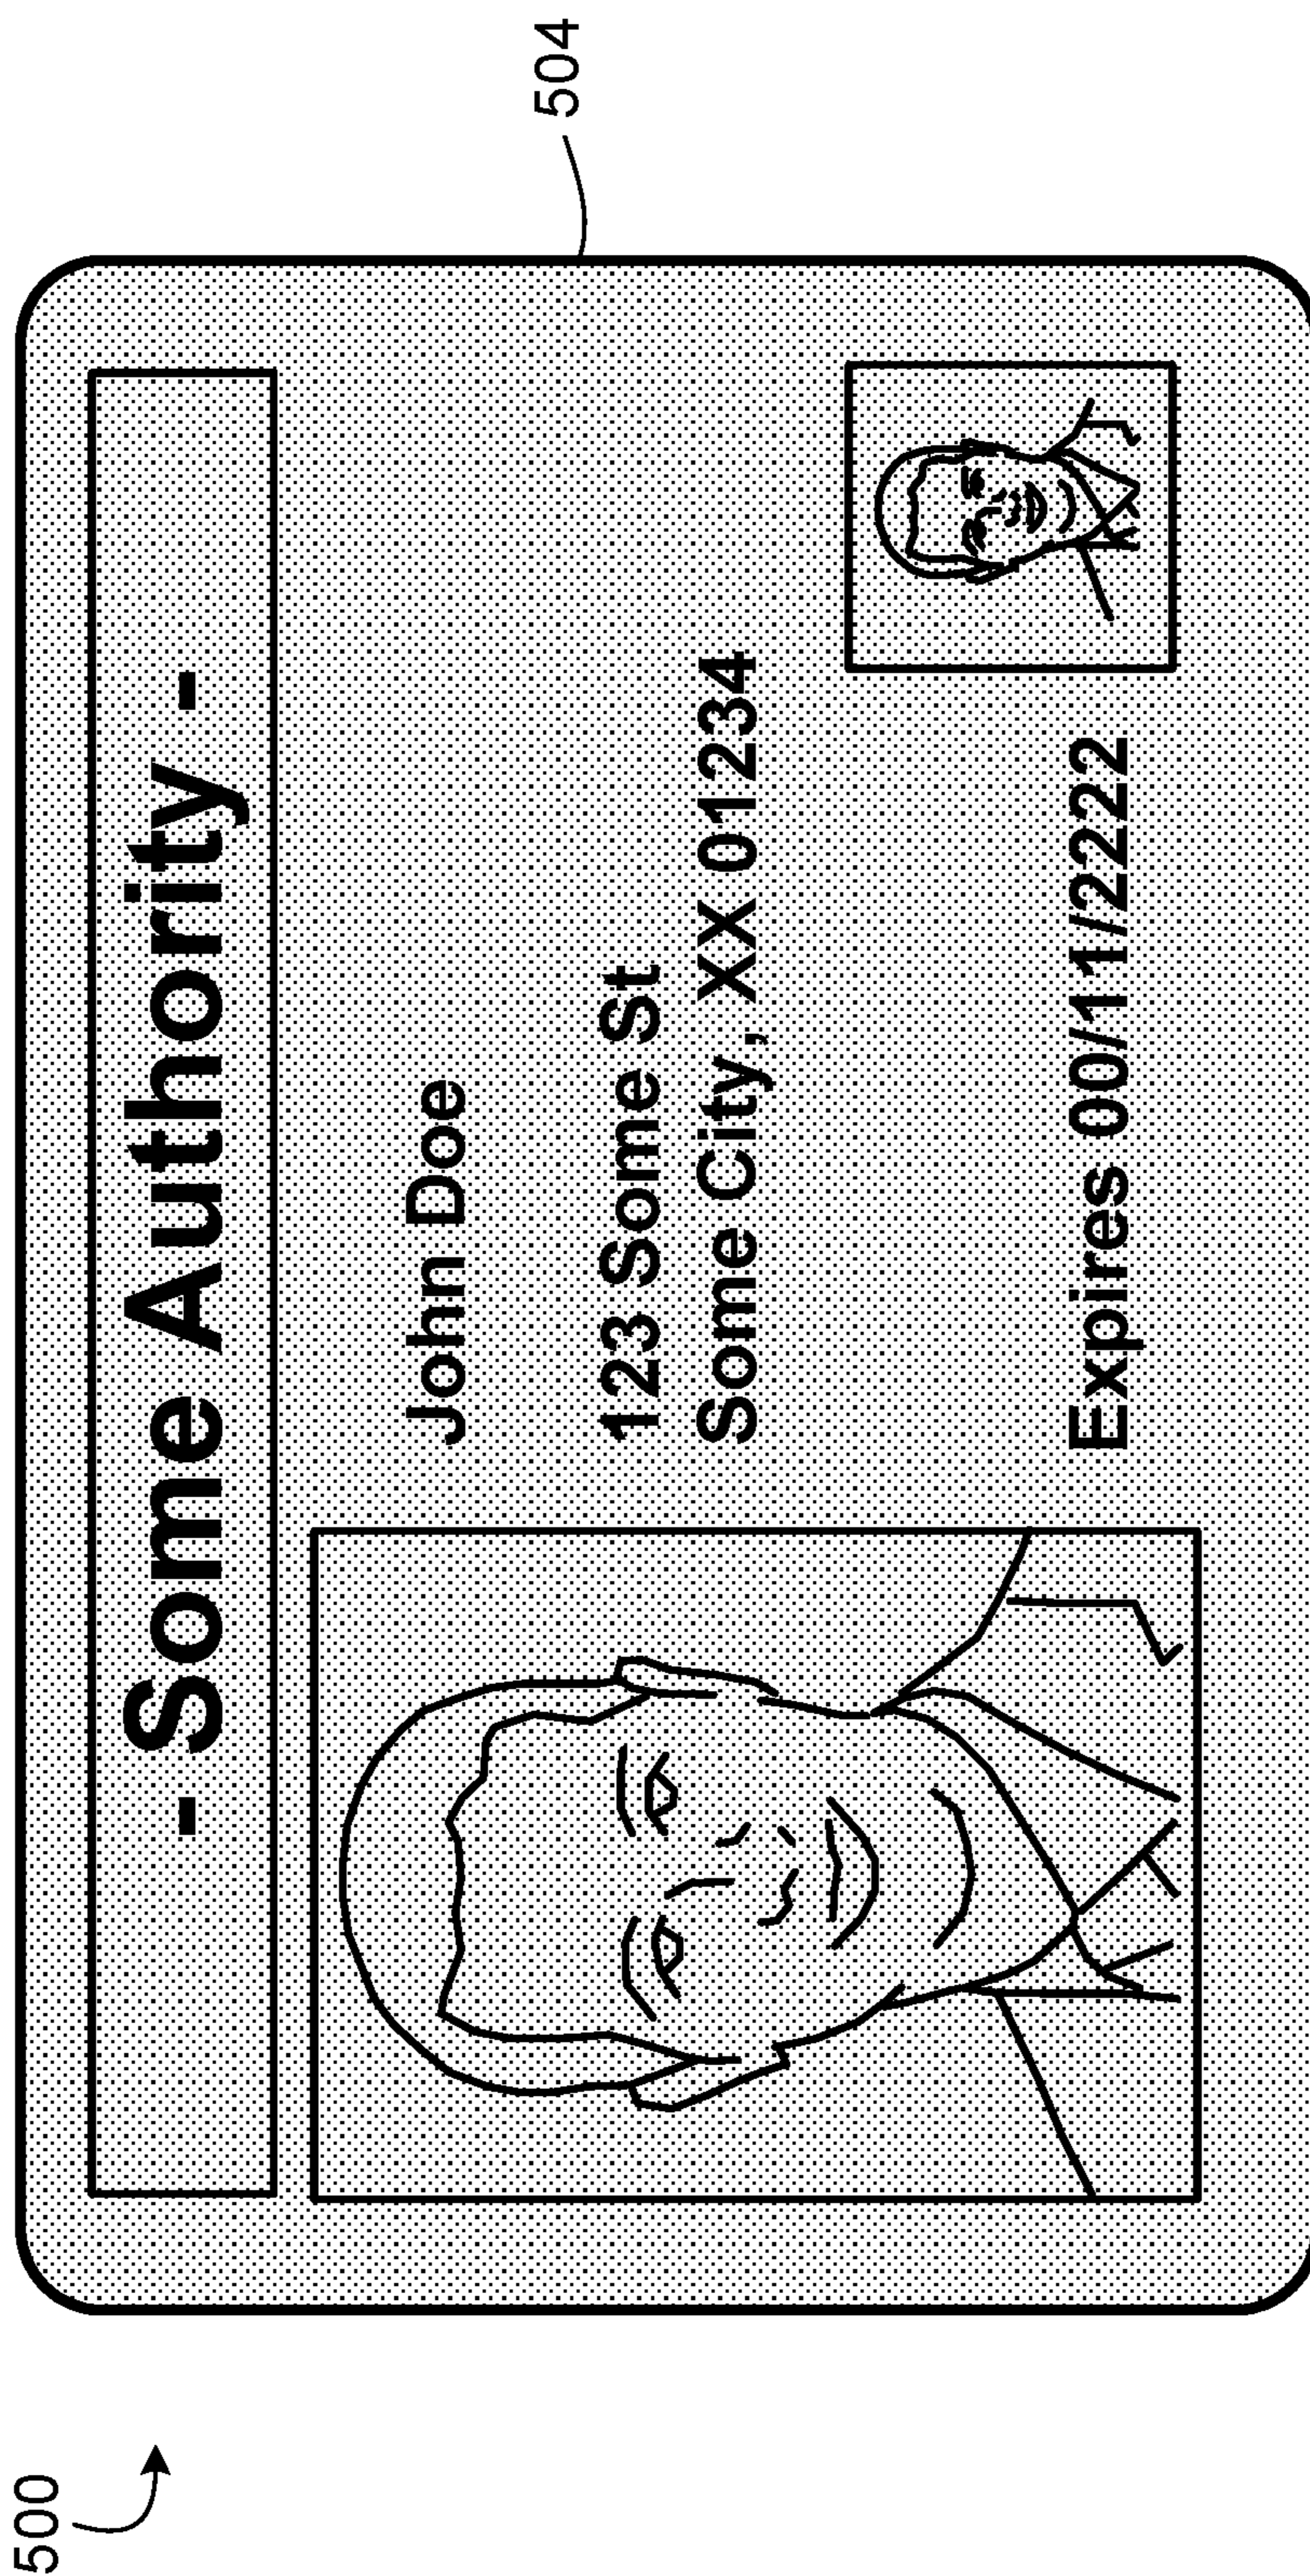 500
504
- Some Authority -
John Doe
123 Some St
Some City, XX 01234
Expires 00/11/2222